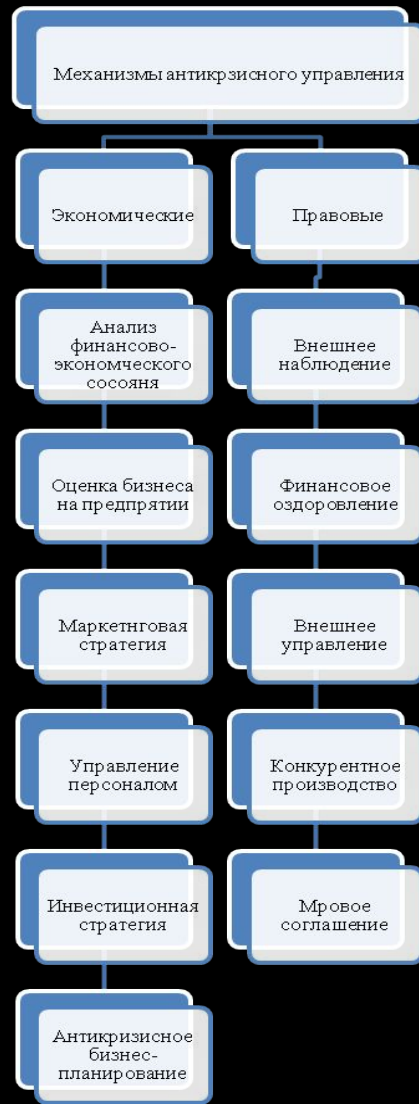 Механизмы антикрзисного управления
Экономические
Правовые
Анализ
финансово-
экономческого
сосояня
Внешнее
наблюдение
Оценка бизнеса
на предпрятии
Финансовое
оздоровление
Маркетнговая
стратегия
Внешнее
управление
Управление
персоналом
Конкурентное
производство
Инвестиционная
стратегия
Мровое
соглашение
Антикризисное
бизнес-
планирование